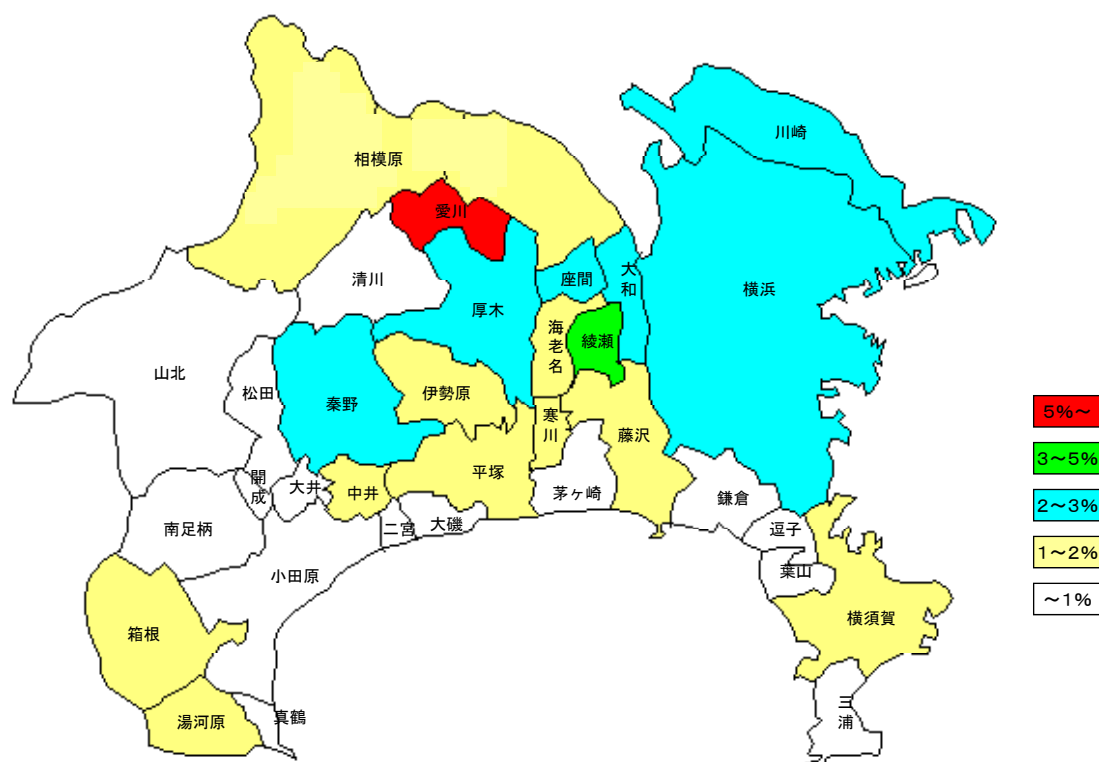 川崎
相模原
愛川
清川
座間
大和
横浜
厚木
海老名
綾瀬
山北
松田
秦野
伊勢原
寒川
藤沢
平塚
開成
大井
中井
茅ヶ崎
鎌倉
南足柄
二宮
大磯
逗子
小田原
葉山
箱根
横須賀
湯河原
真鶴
三浦
5%~
3~5%
2~3%
1~2%
~1%